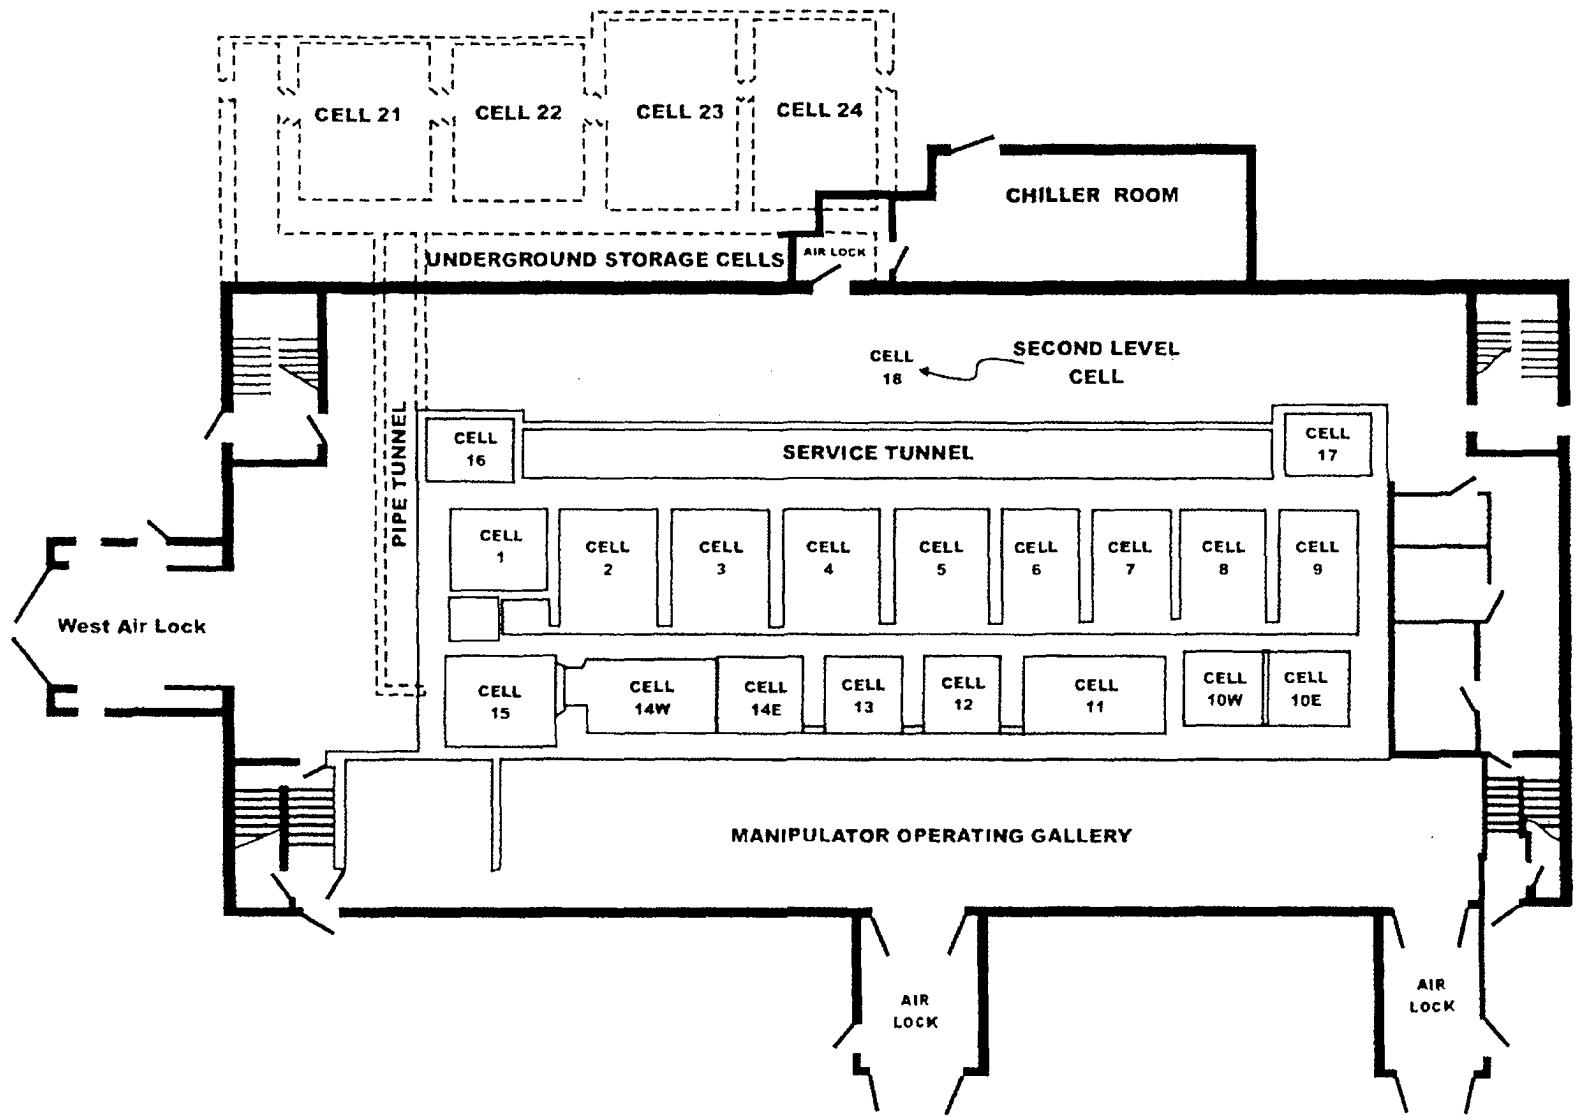 CELL 21
CELL 22
CELL 23
CELL 24
CHILLER ROOM
UNDERGROUND STORAGE CELLS
AIR LOCK
CELL
18
SECOND LEVEL
CELL
PIPE TUNNEL
CELL
16
SERVICE TUNNEL
CELL
17
CELL
1
CELL
2
CELL
3
CELL
4
CELL
5
CELL
6
CELL
7
CELL
8
CELL
9
West Air Lock
CELL
15
CELL
14W
CELL
14E
CELL
13
CELL
12
CELL
11
CELL
10W
CELL
10E
MANIPULATOR OPERATING GALLERY
AIR
LOCK
AIR
LOCK